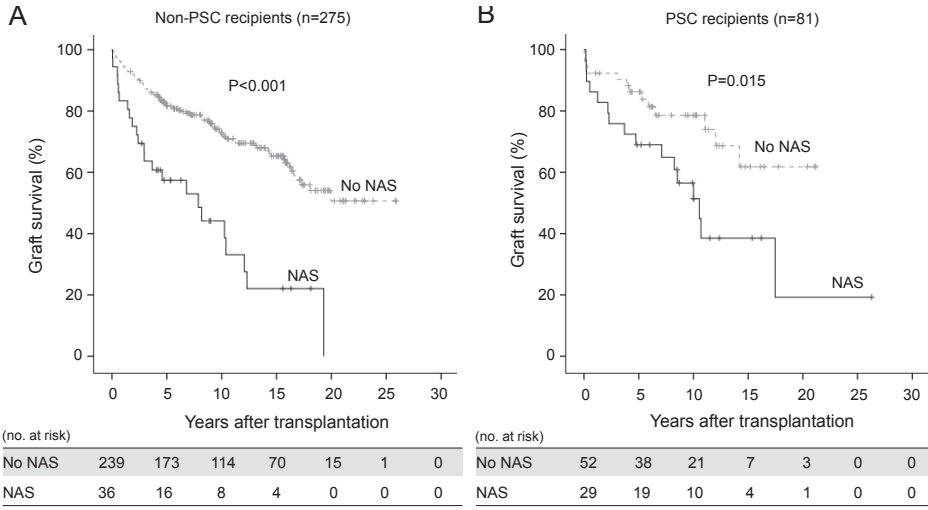 A
Non-PSC recipients (n=275)
Graft survival (%)
100
80
60
40
20
0
P<0.001
No NAS
NAS
0 5 10 15 20 25 30
Years after transplantation
(no. at risk)
No NAS 239 173 114 70 15 1 0
NAS 36 16 8 4 0 0 0
B
PSC recipients (n=81)
Graft survival (%)
100
80
60
40
20
0
P=0.015
No NAS
NAS
0 5 10 15 20 25 30
Years after transplantation
(no. at risk)
No NAS 52 38 21 7 3 0 0
NAS 29 19 10 4 1 0 0